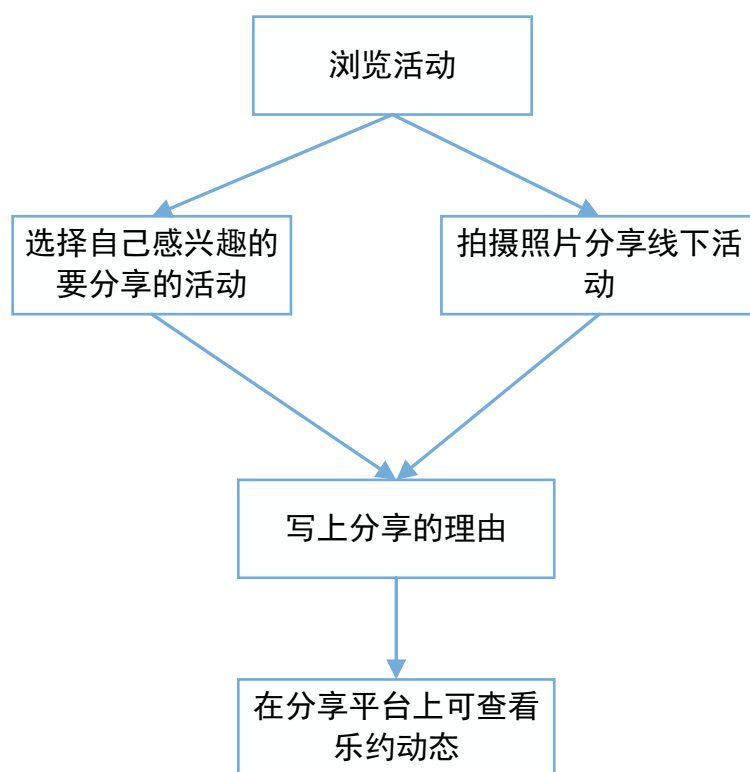 浏览活动
选择自己感兴趣的
要分享的活动
拍摄照片分享线下活
动
写上分享的理由
在分享平台上可查看
乐约动态